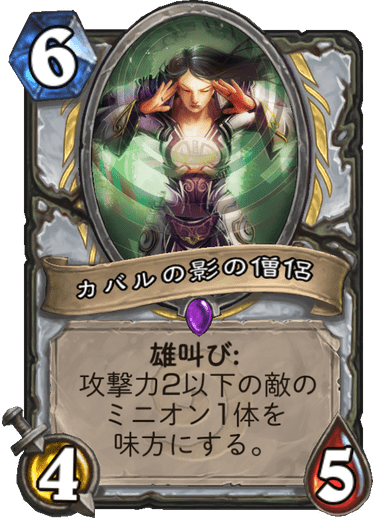 6
カバルの影の僧侶
雄叫び:
攻撃力2以下の敵の
ミニオン1体を
味方にする。
4
5